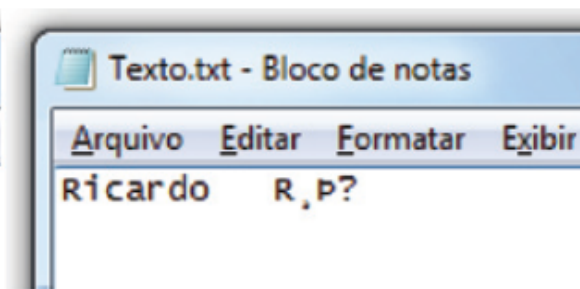 Texto.txt - Bloco de notas
Arquivo Editar Formatar Exibir
Ricardo R¸Þ?